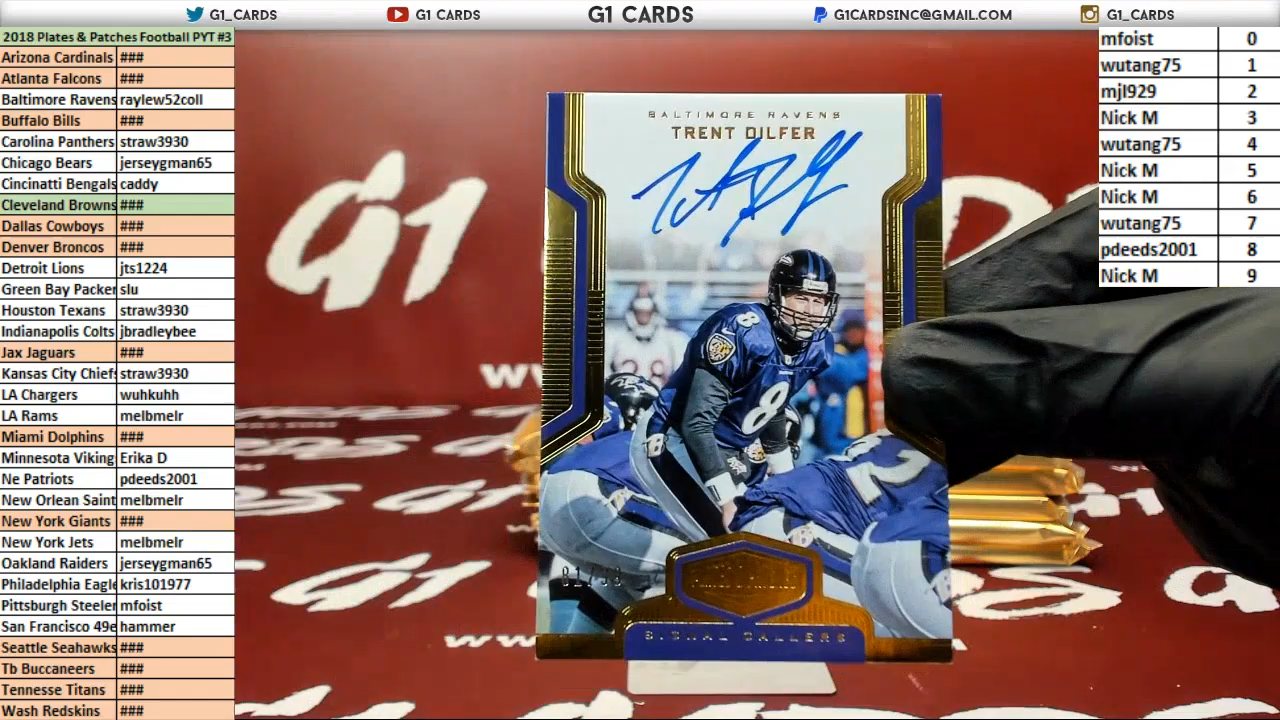 G1_CARDS
G1 CARDS
G1 CARDS
G1CARDSINC@GMAIL.COM
G1_CARDS
2018 Plates & Patches Football PYT #3
Arizona Cardinals ###
Atlanta Falcons ###
Baltimore Ravens raylew52coll
Buffalo Bills ###
Carolina Panthers straw3930
Chicago Bears jerseygman65
Cincinatti Bengals caddy
Cleveland Browns ###
Dallas Cowboys ###
Denver Broncos ###
Detroit Lions jts1224
Green Bay Packer slu
Houston Texans straw3930
Indianapolis Colts jbradleybee
Jax Jaguars ###
Kansas City Chiefs straw3930
LA Chargers wuhkuhh
LA Rams melbmelr
Miami Dolphins ###
Minnesota Viking Erika D
Ne Patriots pdeeds2001
New Orlean Saint melbmelr
New York Giants ###
New York Jets melbmelr
Oakland Raiders jerseygman65
Philadelphia Eagle kris101977
Pittsburgh Steeler mfoist
San Francisco 49e hammer
Seattle Seahawks ###
Tb Buccaneers ###
Tennesse Titans ###
Wash Redskins ###
mfoist 0
wutang75 1
mjl929 2
Nick M 3
wutang75 4
Nick M 5
Nick M 6
wutang75 7
pdeeds2001 8
Nick M 9
BALTIMORE RAVENS
TRENT DILFER
8
8
SIGNAL CALLERS
G1